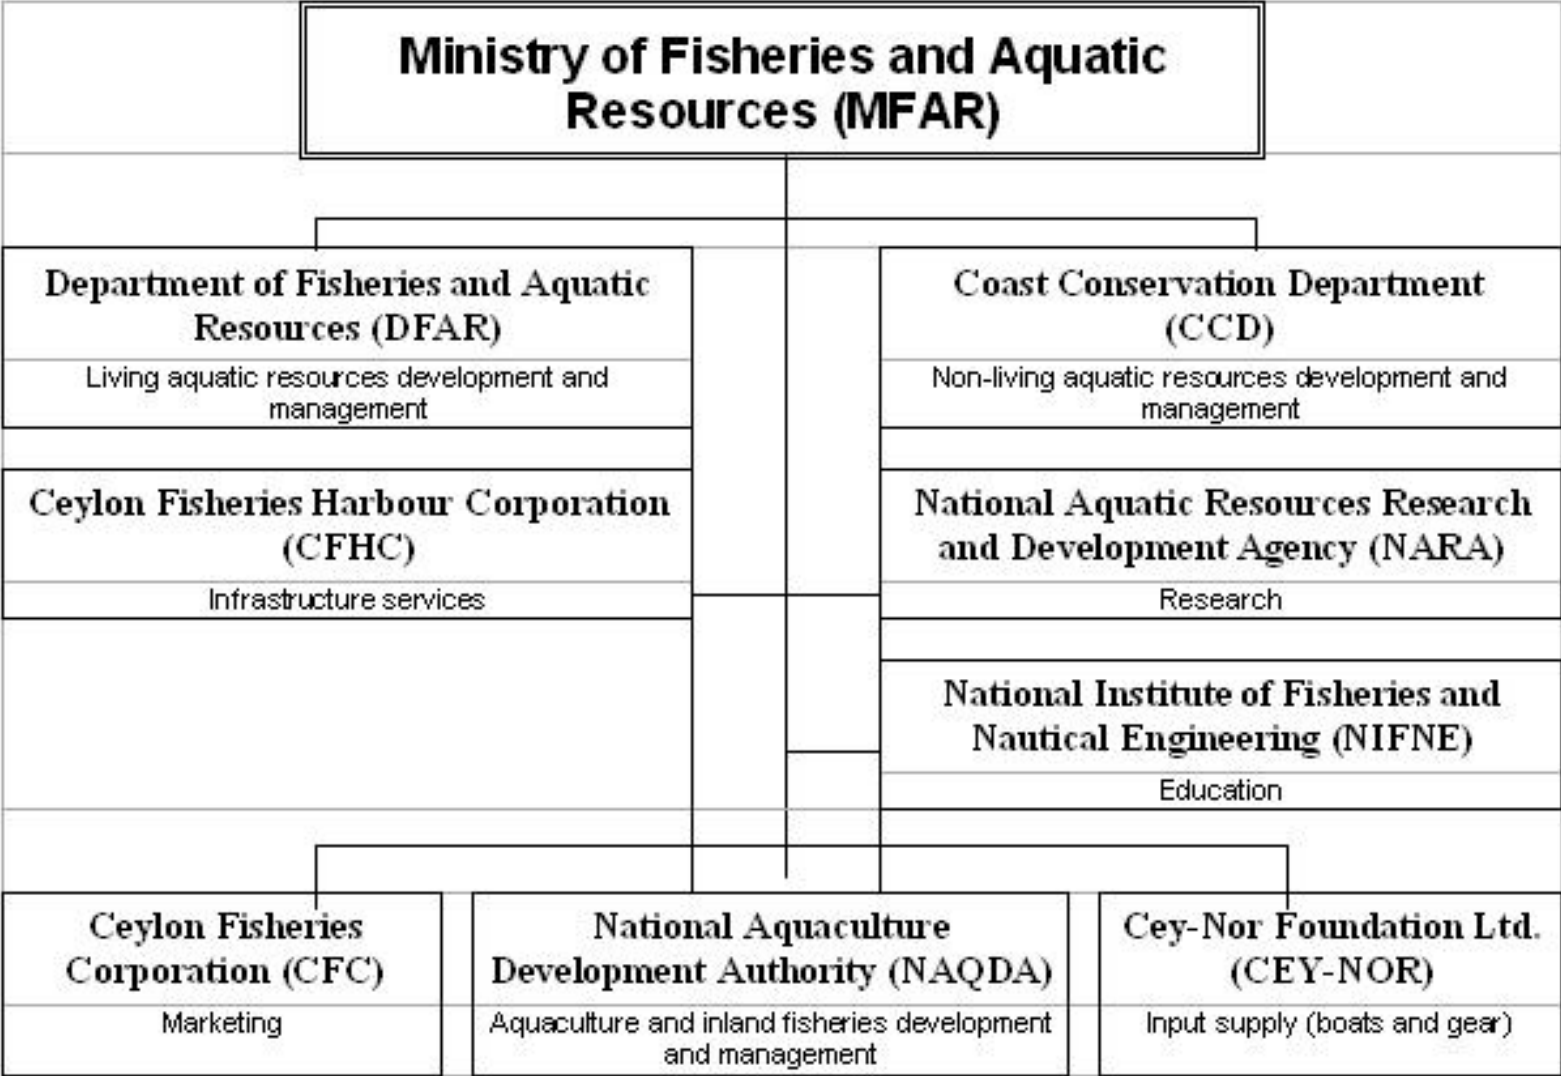 Ministry of Fisheries and Aquatic
Resources (MFAR)
Department of Fisheries and Aquatic
Resources (DFAR)
Living aquatic resources development and
management
Coast Conservation Department
(CCD)
Non-living aquatic resources development and
management
Ceylon Fisheries Harbour Corporation
(CFHC)
Infrastructure services
National Aquatic Resources Research
and Development Agency (NARA)
Research
National Institute of Fisheries and
Nautical Engineering (NIFNE)
Education
Ceylon Fisheries
Corporation (CFC)
Marketing
National Aquaculture
Development Authority (NAQDA)
Aquaculture and inland fisheries development
and management
Cey-Nor Foundation Ltd.
(CEY-NOR)
Input supply (boats and gear)